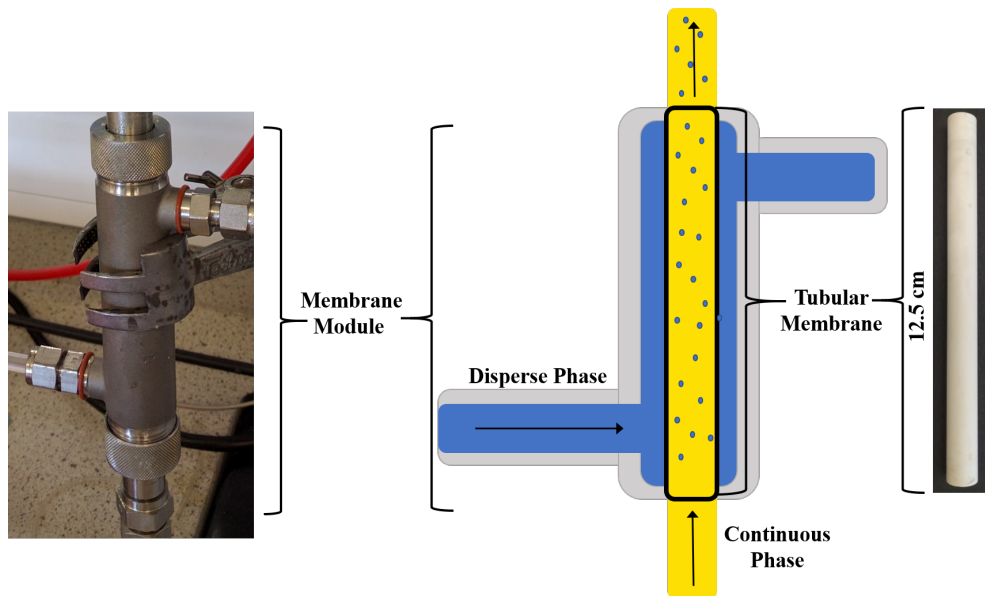 Membrane
Module
Disperse Phase
Tubular
Membrane
12.5 cm
Continuous
Phase